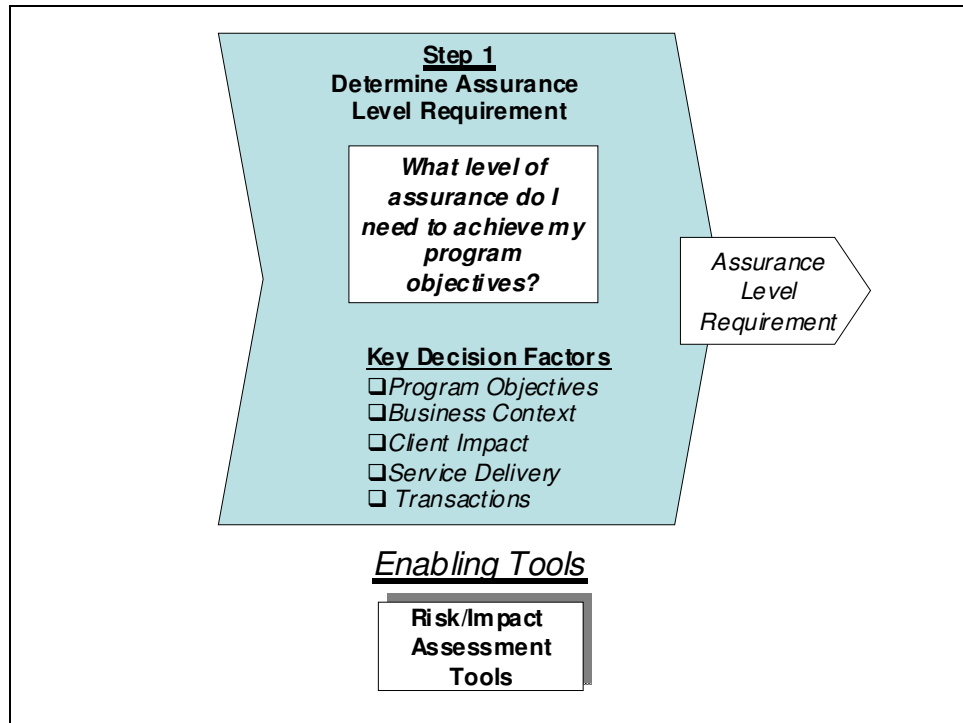 Step 1
Determine Assurance
Level Requirement
What level of
assurance do I
need to achieve my
program
objectives?
Assurance
Level
Requirement
Key Decision Factors
❑Program Objectives
❑Business Context
❑Client Impact
❑Service Delivery
❑ Transactions
Enabling Tools
Risk/Impact
Assessment
Tools